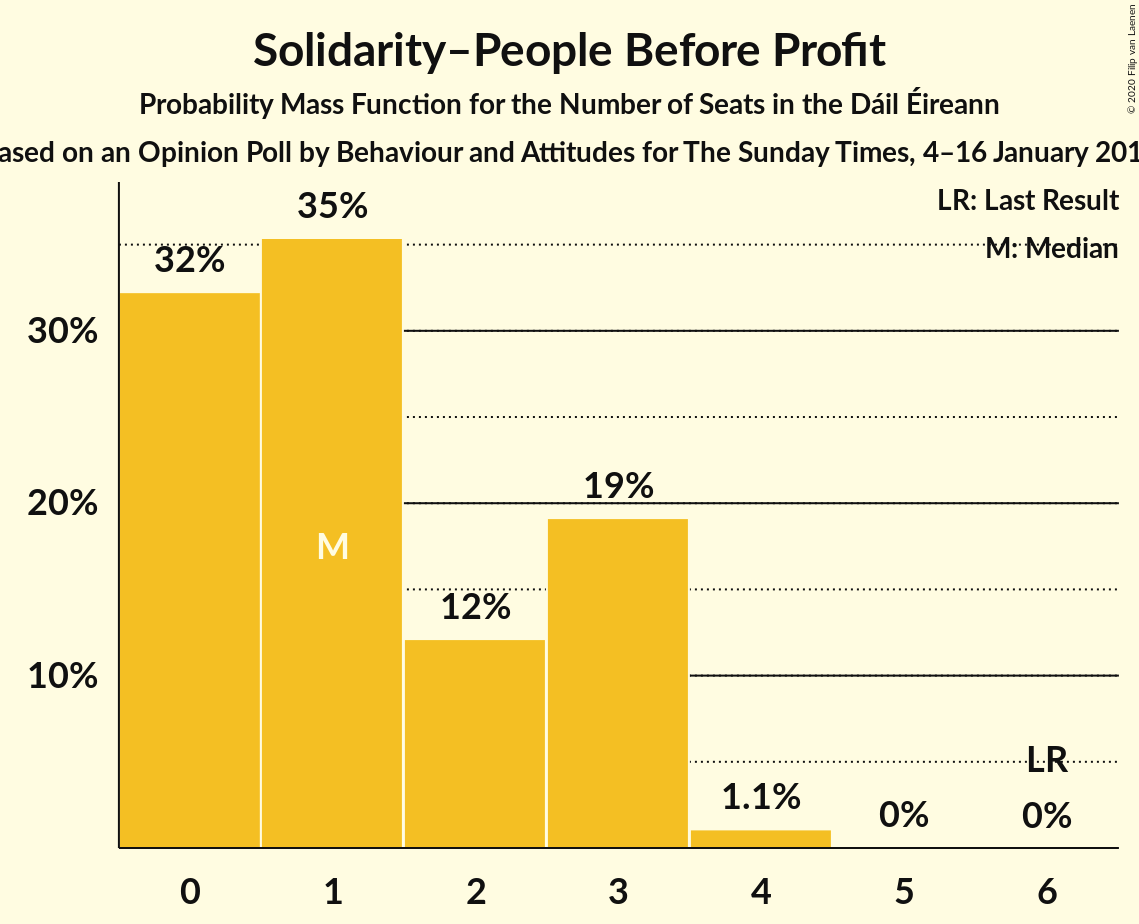 Solidarity–People Before Profit
Probability Mass Function for the Number of Seats in the Dáil Éireann
ased on an Opinion Poll by Behaviour and Attitudes for The Sunday Times, 4–16 January 201
© 2020 Filip van Laenen
LR: Last Result
M: Median
35%
32%
30%
20%
10%
19%
M
12%
LR
1.1%
0%
0%
0 1 2 3 4 5 6